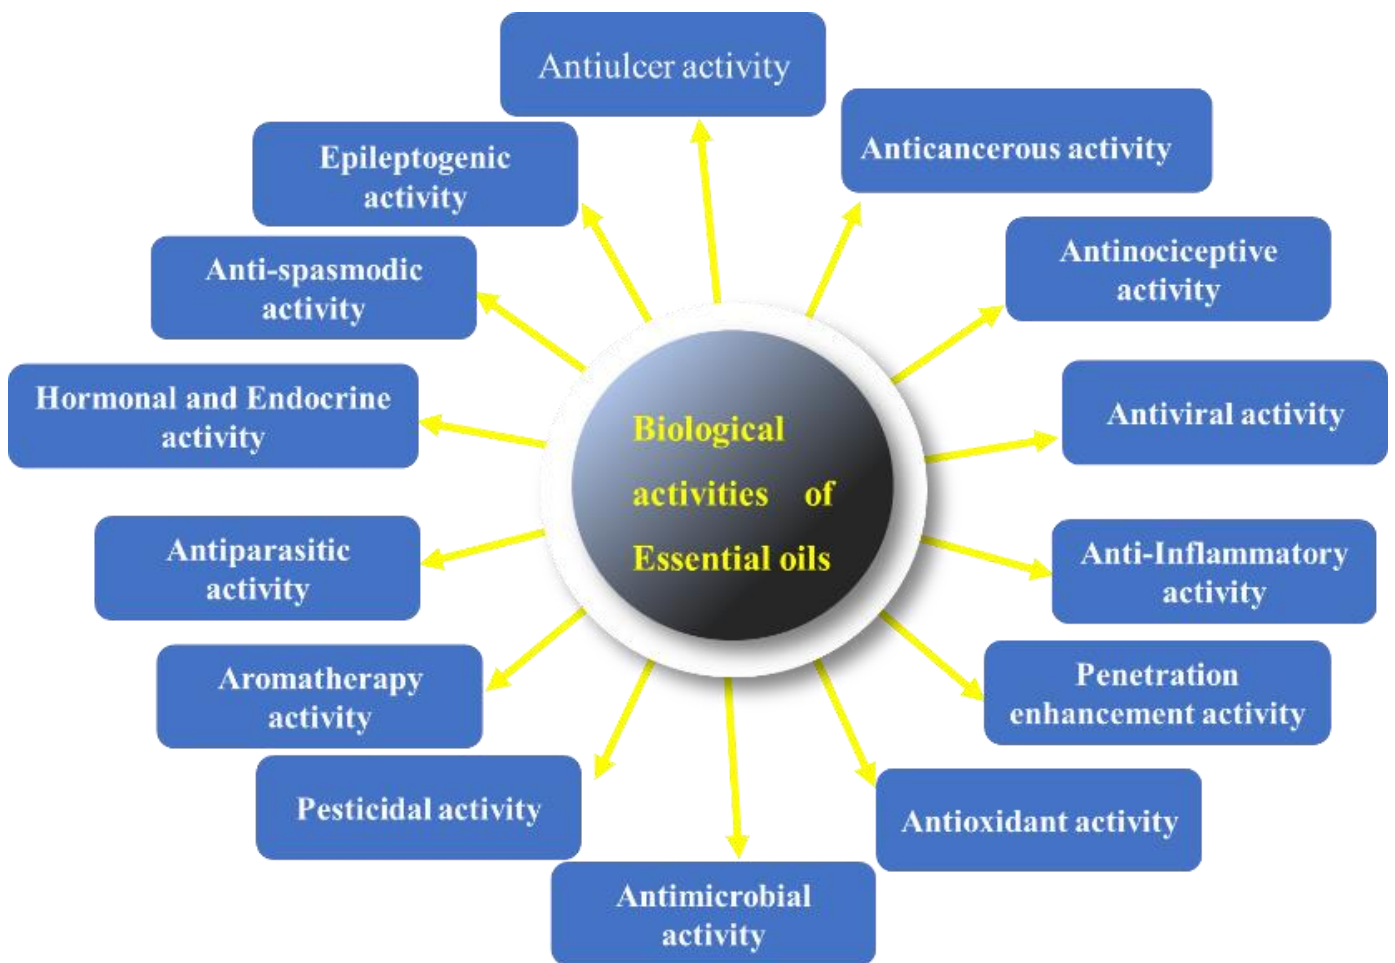 Antiulcer activity
Anticancerous activity
Epileptogenic
activity
Antinociceptive
activity
Anti-spasmodic
activity
Hormonal and Endocrine
activity
Antiviral activity
Biological
activities of
Essential oils
Antiparasitic
activity
Anti-Inflammatory
activity
Aromatherapy
activity
Penetration
enhancement activity
Pesticidal activity
Antioxidant activity
Antimicrobial
activity